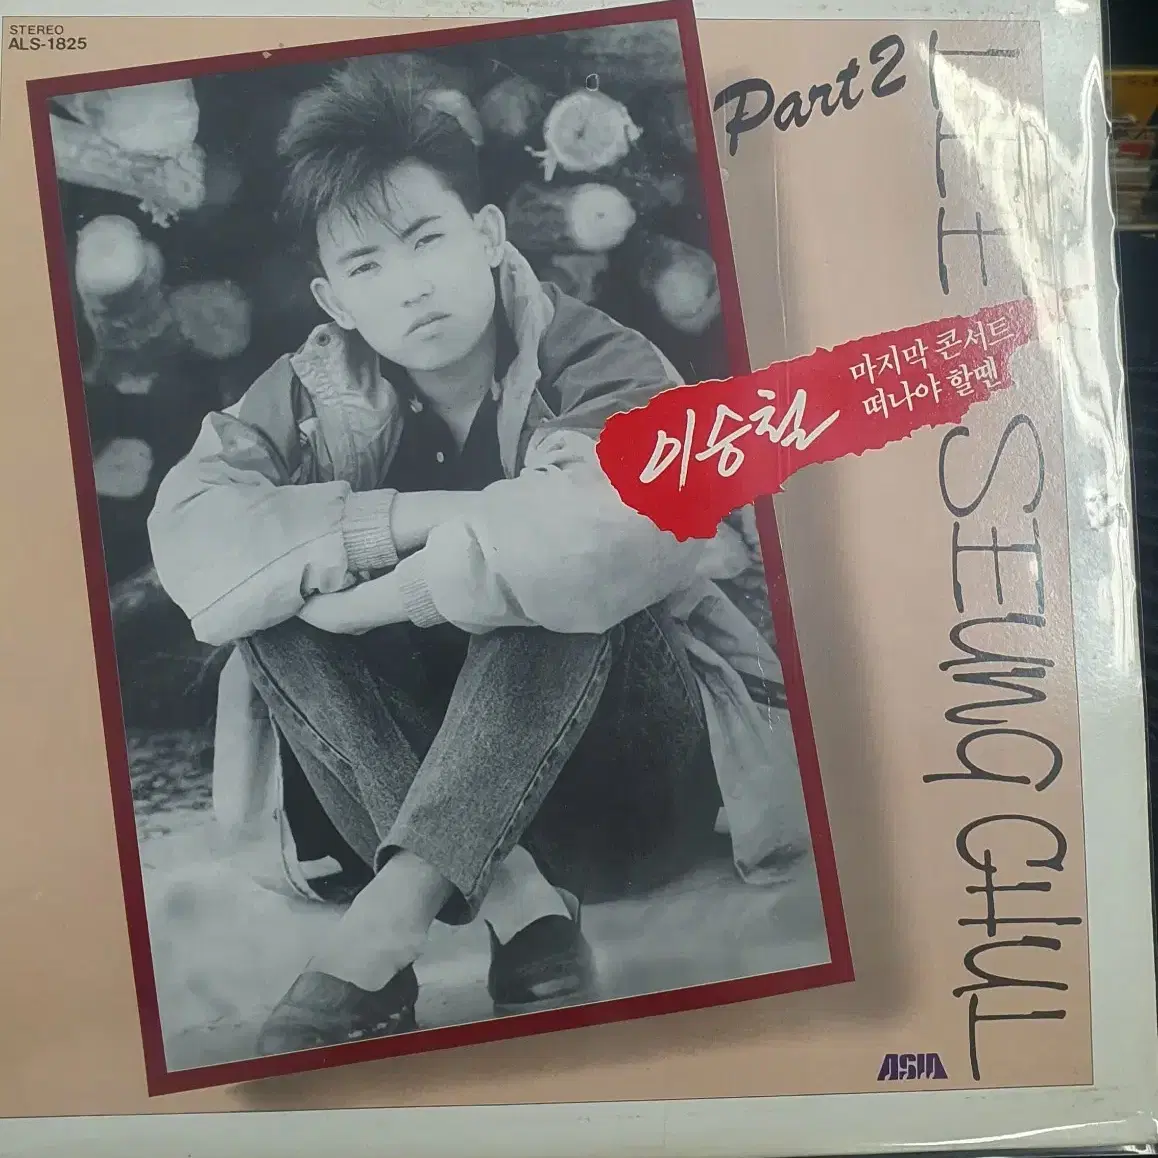 STEREO
ALS-1825
Part 2
LEE SEUNG CHUL
마지막 콘서트
떠나야 할땐
이승철
ASIA